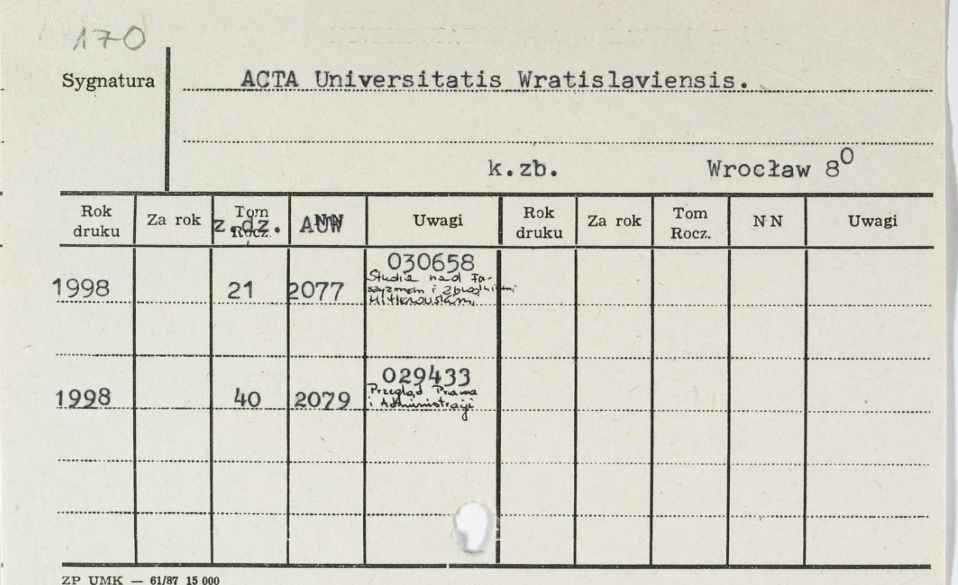 170
Sygnatura
ACTA Universitatis Wratislaviensis.
k.zb. Wrocław 8⁰
Rok druku Za rok Tom Rocz. z.dz. NN AUW Uwagi Rok druku Za rok Tom Rocz. NN Uwagi
1998 21 2077 030658
Studia nad Fa-
szyzmem i Zbrodniami
Hitlerowskimi
1998 40 2079 029433
Przegląd Prawa
i Administracji
ZP UMK — 61/87 15 000